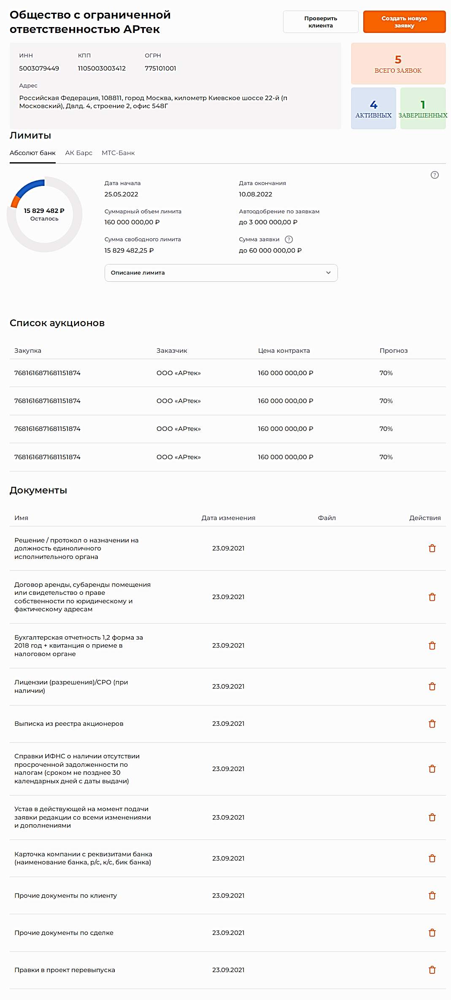 Общество с ограниченной
ответственностью АРтек
Проверить
клиента
Создать новую
заявку
ИНН
КПП
ОГРН
5003079449
1105003003412
775101001
Адрес
Российская Федерация, 108811, город Москва, километр Киевское шоссе 22-й (п
Московский), Двлд. 4, строение 2, офис 548Г
5
ВСЕГО ЗАЯВОК
4
АКТИВНЫХ
1
ЗАВЕРШЕННЫХ
Лимиты
Абсолют банк
АК Барс
МТС-Банк
15 829 482 ₽
Осталось
Дата начала
25.05.2022
Дата окончания
10.08.2022
Суммарный объем лимита
160 000 000,00 ₽
Автоодобрение по заявкам
до 3 000 000,00 ₽
Сумма свободного лимита
15 829 482,25 ₽
Сумма заявки ?
до 60 000 000,00 ₽
?
Описание лимита
Список аукционов
Закупка Заказчик Цена контракта Прогноз
7681616871681151874 ООО «АРтек» 160 000 000,00 ₽ 70%
7681616871681151874 ООО «АРтек» 160 000 000,00 ₽ 70%
7681616871681151874 ООО «АРтек» 160 000 000,00 ₽ 70%
7681616871681151874 ООО «АРтек» 160 000 000,00 ₽ 70%
Документы
Имя Дата изменения Файл Действия
Решение / протокол о назначении на
должность единоличного
исполнительного органа
23.09.2021
Договор аренды, субаренды помещения
или свидетельство о праве
собственности по юридическому и
фактическому адресам
23.09.2021
Бухгалтерская отчетность 1,2 форма за
2018 год + квитанция о приеме в
налоговом органе
23.09.2021
Лицензии (разрешения)/СРО (при
наличии)
23.09.2021
Выписка из реестра акционеров
23.09.2021
Справки ИФНС о наличии отсутствии
просроченной задолженности по
налогам (сроком не позднее 30
календарных дней с даты выдачи)
23.09.2021
Устав в действующей на момент подачи
заявки редакции со всеми изменениями
и дополнениями
23.09.2021
Карточка компании с реквизитами банка
(наименование банка, р/с, к/с, бик банка)
23.09.2021
Прочие документы по клиенту
23.09.2021
Прочие документы по сделке
23.09.2021
Правки в проект перевыпуска
23.09.2021